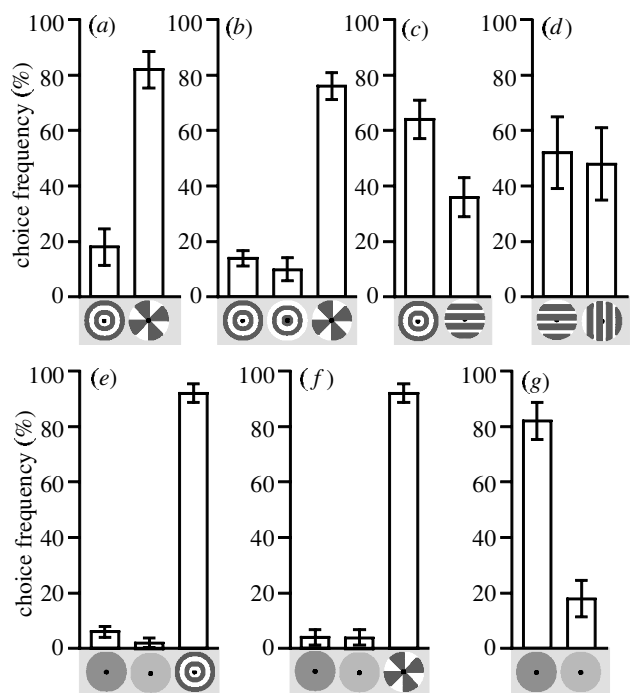 100 (a) 100 (b) 100 (c) 100 (d)
80 80 80 80
60 60 60 60
40 40 40 40
20 20 20 20
0 0 0 0
choice frequency (%)
100 (e) 100 (f) 100 (g)
80 80 80
60 60 60
40 40 40
20 20 20
0 0 0
choice frequency (%)